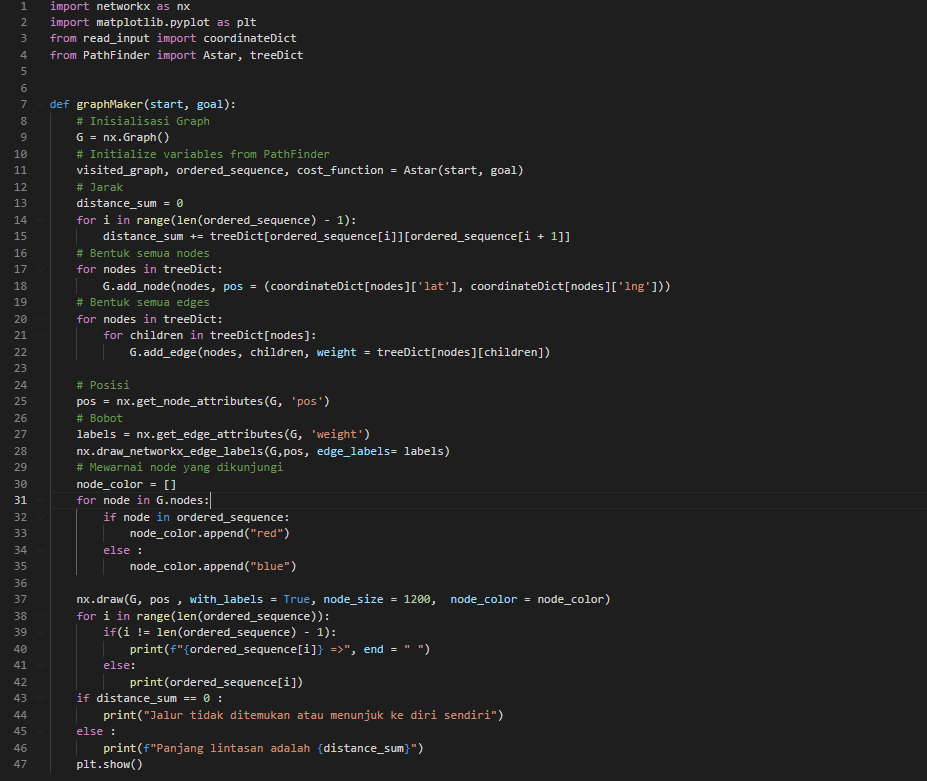 1 import networkx as nx
2 import matplotlib.pyplot as plt
3 from read_input import coordinateDict
4 from PathFinder import Astar, treeDict
5
6
7 def graphMaker(start, goal):
8     # Inisialisasi Graph
9     G = nx.Graph()
10     # Initialize variables from PathFinder
11     visited_graph, ordered_sequence, cost_function = Astar(start, goal)
12     # Jarak
13     distance_sum = 0
14     for i in range(len(ordered_sequence) - 1):
15         distance_sum += treeDict[ordered_sequence[i]][ordered_sequence[i + 1]]
16     # Bentuk semua nodes
17     for nodes in treeDict:
18         G.add_node(nodes, pos = (coordinateDict[nodes]['lat'], coordinateDict[nodes]['lng']))
19     # Bentuk semua edges
20     for nodes in treeDict:
21         for children in treeDict[nodes]:
22             G.add_edge(nodes, children, weight = treeDict[nodes][children])
23
24     # Posisi
25     pos = nx.get_node_attributes(G, 'pos')
26     # Bobot
27     labels = nx.get_edge_attributes(G, 'weight')
28     nx.draw_networkx_edge_labels(G,pos, edge_labels= labels)
29     # Mewarnai node yang dikunjungi
30     node_color = []
31     for node in G.nodes:
32         if node in ordered_sequence:
33             node_color.append("red")
34         else :
35             node_color.append("blue")
36
37     nx.draw(G, pos , with_labels = True, node_size = 1200,  node_color = node_color)
38     for i in range(len(ordered_sequence)):
39         if(i != len(ordered_sequence) - 1):
40             print(f"{ordered_sequence[i]} =>", end = " ")
41         else:
42             print(ordered_sequence[i])
43     if distance_sum == 0 :
44         print("Jalur tidak ditemukan atau menunjuk ke diri sendiri")
45     else :
46         print(f"Panjang lintasan adalah {distance_sum}")
47     plt.show()